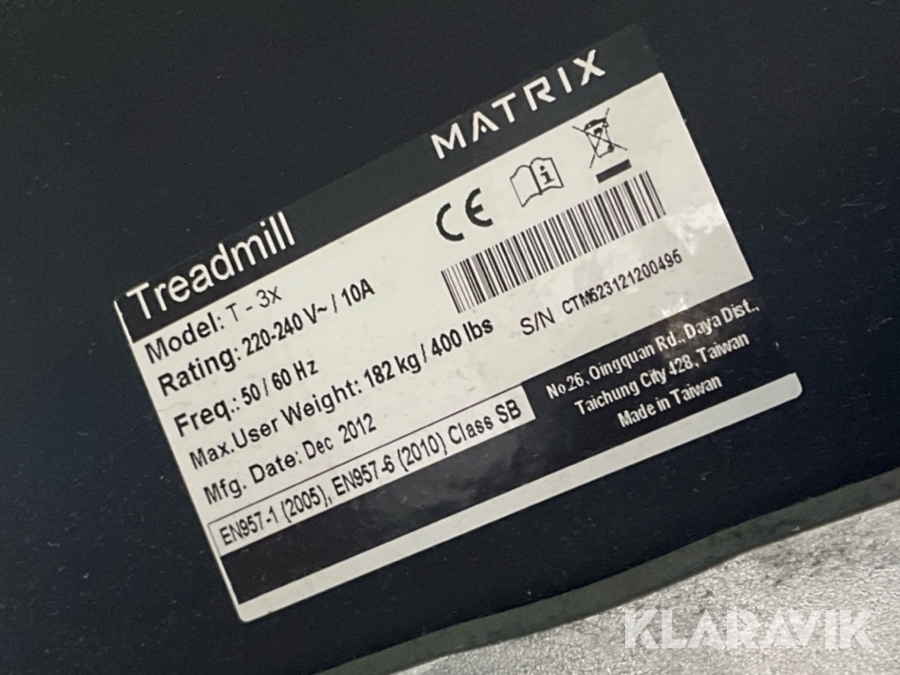 MATRIX
Treadmill
CE
Model: T - 3x
Rating: 220-240 V~ / 10A
Freq.: 50 / 60 Hz
Max.User Weight: 182 kg / 400 lbs
Mfg. Date: Dec 2012
S/N CTM523121200495
EN957-1 (2005), EN957-6 (2010) Class SB
No.26, Qingquan Rd., Daya Dist.,
Taichung City 428, Taiwan
Made in Taiwan
KLARAVIK